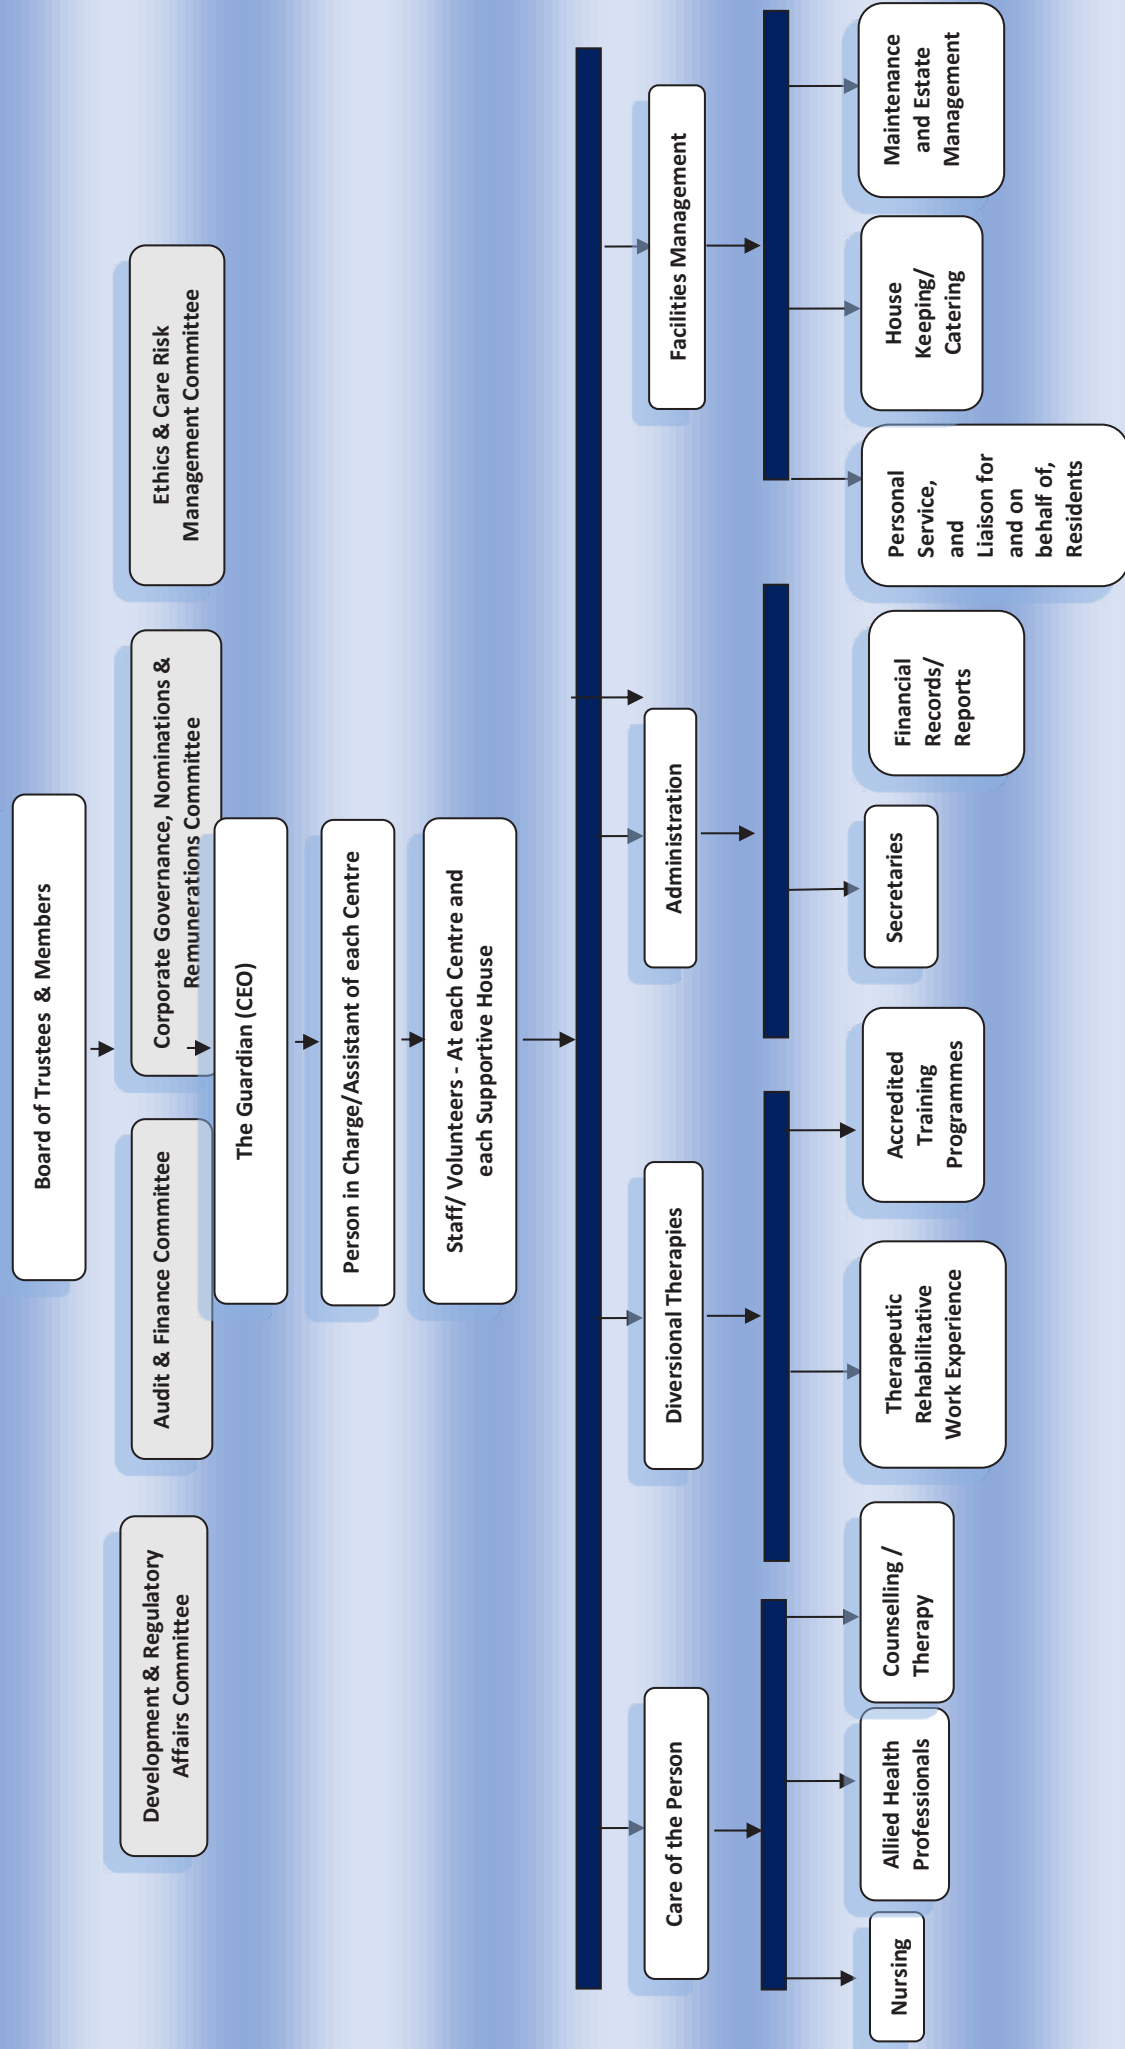 Board of Trustees & Members
Development & Regulatory
Affairs Committee
Audit & Finance Committee
Corporate Governance, Nominations &
Remunerations Committee
Ethics & Care Risk
Management Committee
The Guardian (CEO)
Person in Charge/Assistant of each Centre
Staff/ Volunteers - At each Centre and
each Supportive House
Care of the Person
Diversional Therapies
Administration
Facilities Management
Nursing
Allied Health
Professionals
Counselling /
Therapy
Therapeutic
Rehabilitative
Work Experience
Accredited
Training
Programmes
Secretaries
Financial
Records/
Reports
Personal
Service,
and
Liaison for
and on
behalf of,
Residents
House
Keeping/
Catering
Maintenance
and Estate
Management